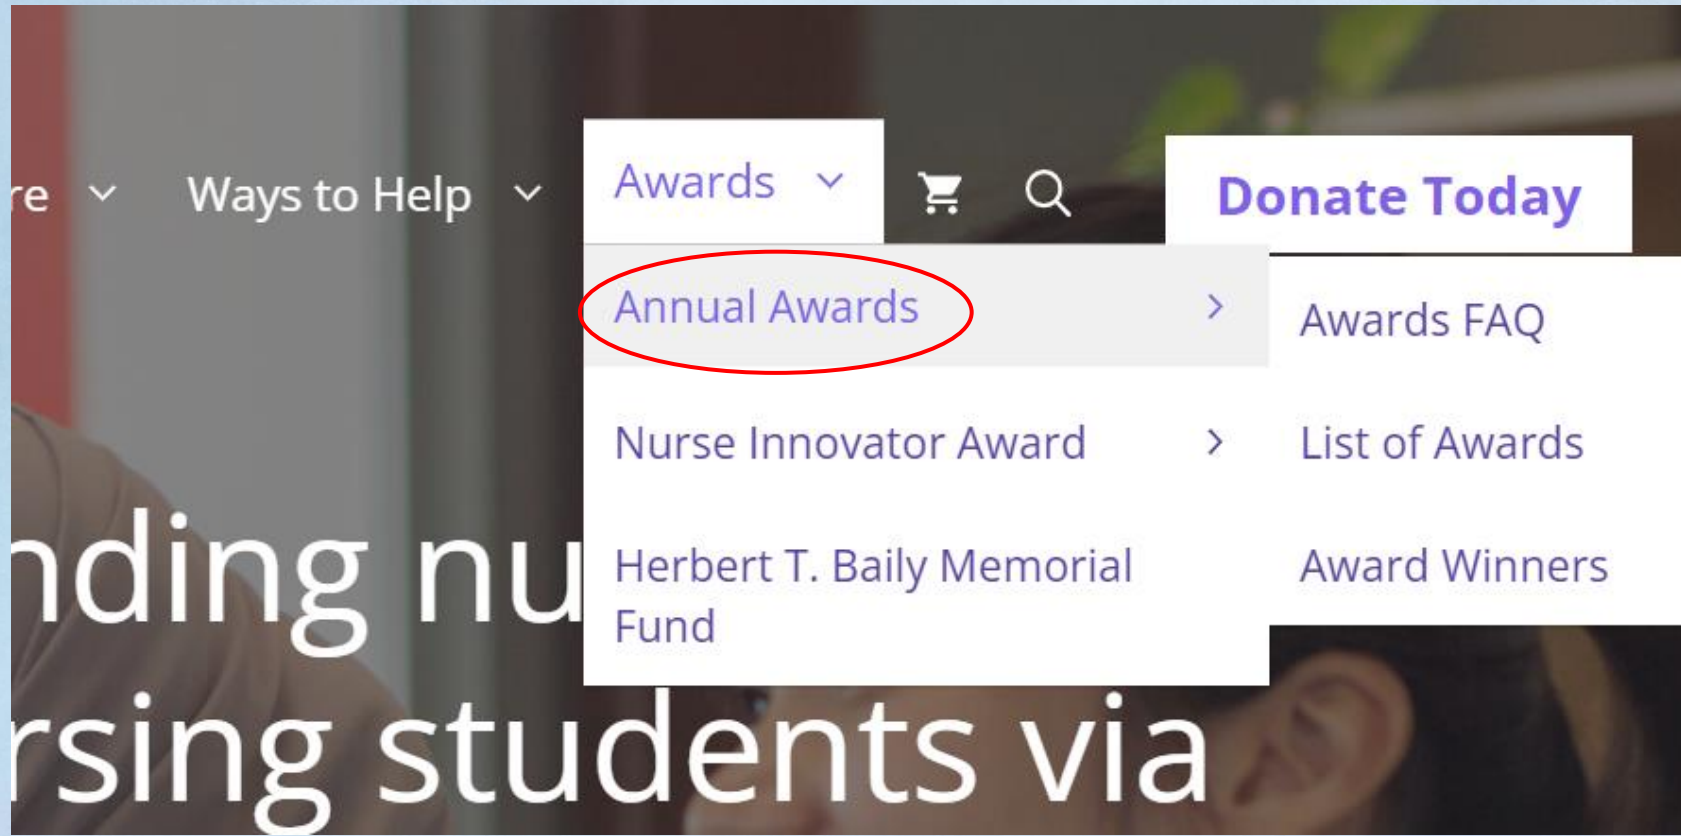 re Ways to Help Awards Donate Today
Annual Awards
Awards FAQ
Nurse Innovator Award
List of Awards
Herbert T. Baily Memorial
Fund
Award Winners
nding nu
rsing students via